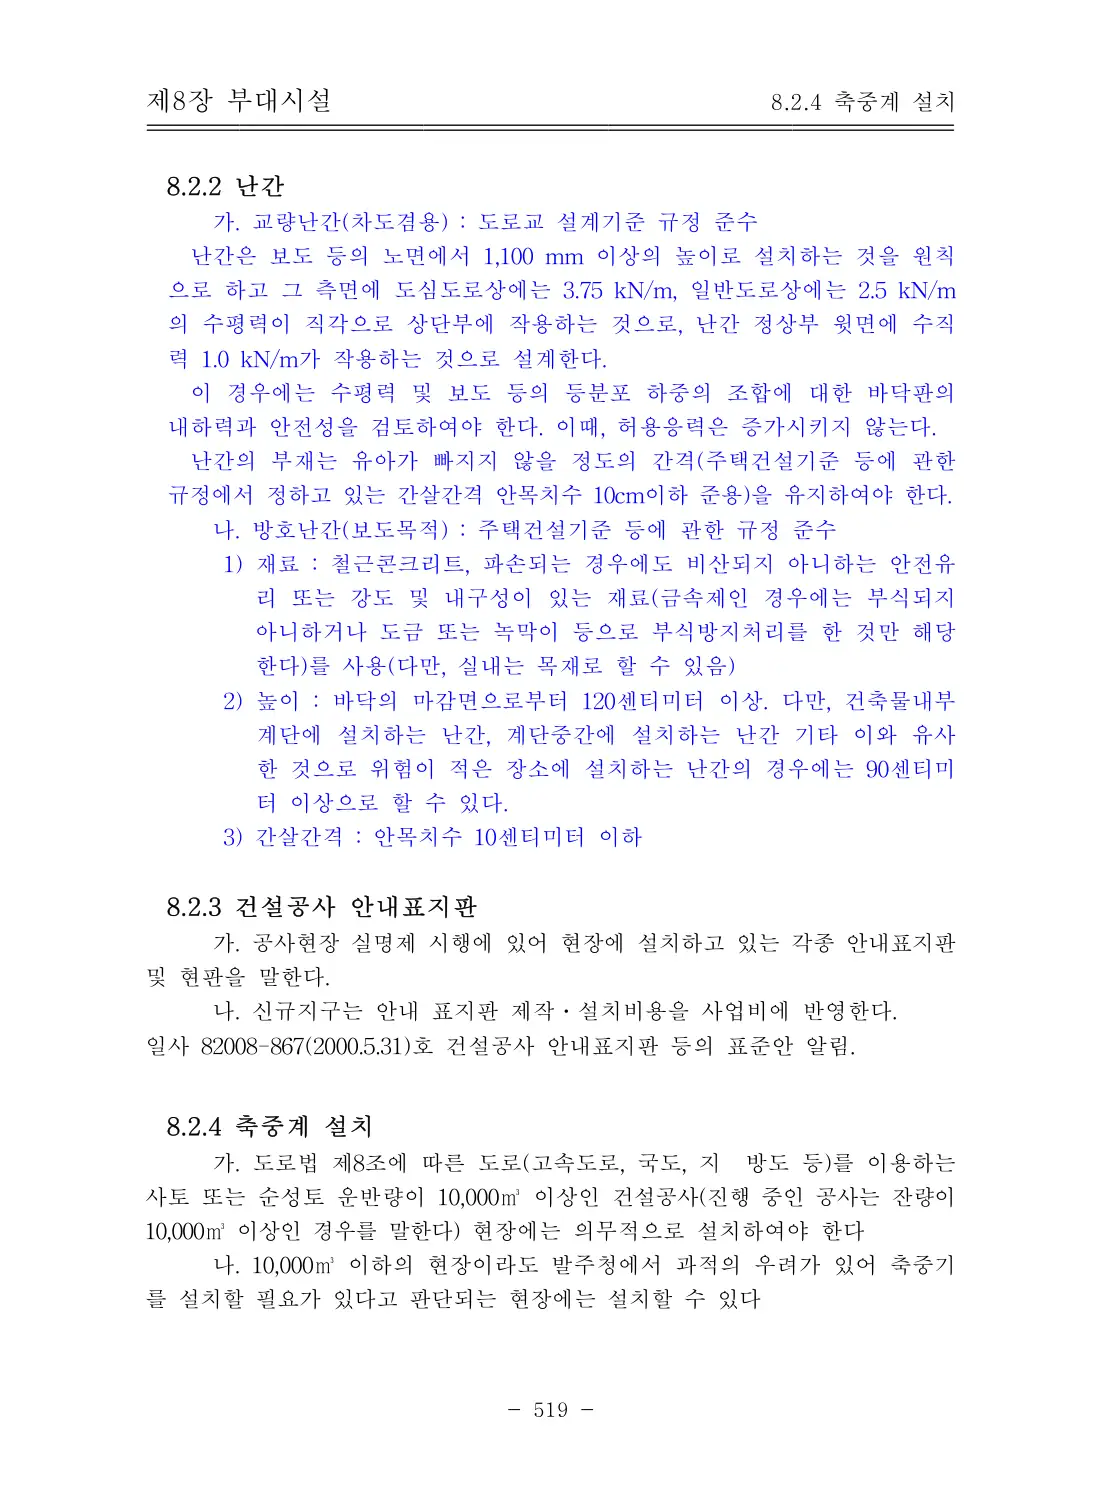 제8장 부대시설
8.2.4 축중계 설치
8.2.2 난간
가. 교량난간(차도겸용) : 도로교 설계기준 규정 준수
난간은 보도 등의 노면에서 1,100 mm 이상의 높이로 설치하는 것을 원칙
으로 하고 그 측면에 도심도로상에는 3.75 kN/m, 일반도로상에는 2.5 kN/m
의 수평력이 직각으로 상단부에 작용하는 것으로, 난간 정상부 윗면에 수직
력 1.0 kN/m가 작용하는 것으로 설계한다.
이 경우에는 수평력 및 보도 등의 등분포 하중의 조합에 대한 바닥판의
내하력과 안전성을 검토하여야 한다. 이때, 허용응력은 증가시키지 않는다.
난간의 부재는 유아가 빠지지 않을 정도의 간격(주택건설기준 등에 관한
규정에서 정하고 있는 간살간격 안목치수 10cm이하 준용)을 유지하여야 한다.
나. 방호난간(보도목적) : 주택건설기준 등에 관한 규정 준수
1) 재료 : 철근콘크리트, 파손되는 경우에도 비산되지 아니하는 안전유
리 또는 강도 및 내구성이 있는 재료(금속제인 경우에는 부식되지
아니하거나 도금 또는 녹막이 등으로 부식방지처리를 한 것만 해당
한다)를 사용(다만, 실내는 목재로 할 수 있음)
2) 높이 : 바닥의 마감면으로부터 120센티미터 이상. 다만, 건축물내부
계단에 설치하는 난간, 계단중간에 설치하는 난간 기타 이와 유사
한 것으로 위험이 적은 장소에 설치하는 난간의 경우에는 90센티미
터 이상으로 할 수 있다.
3) 간살간격 : 안목치수 10센티미터 이하
8.2.3 건설공사 안내표지판
가. 공사현장 실명제 시행에 있어 현장에 설치하고 있는 각종 안내표지판
및 현판을 말한다.
나. 신규지구는 안내 표지판 제작・설치비용을 사업비에 반영한다.
일사 82008-867(2000.5.31)호 건설공사 안내표지판 등의 표준안 알림.
8.2.4 축중계 설치
가. 도로법 제8조에 따른 도로(고속도로, 국도, 지 방도 등)를 이용하는
사토 또는 순성토 운반량이 10,000㎥ 이상인 건설공사(진행 중인 공사는 잔량이
10,000㎥ 이상인 경우를 말한다) 현장에는 의무적으로 설치하여야 한다
나. 10,000㎥ 이하의 현장이라도 발주청에서 과적의 우려가 있어 축중기
를 설치할 필요가 있다고 판단되는 현장에는 설치할 수 있다
- 519 -